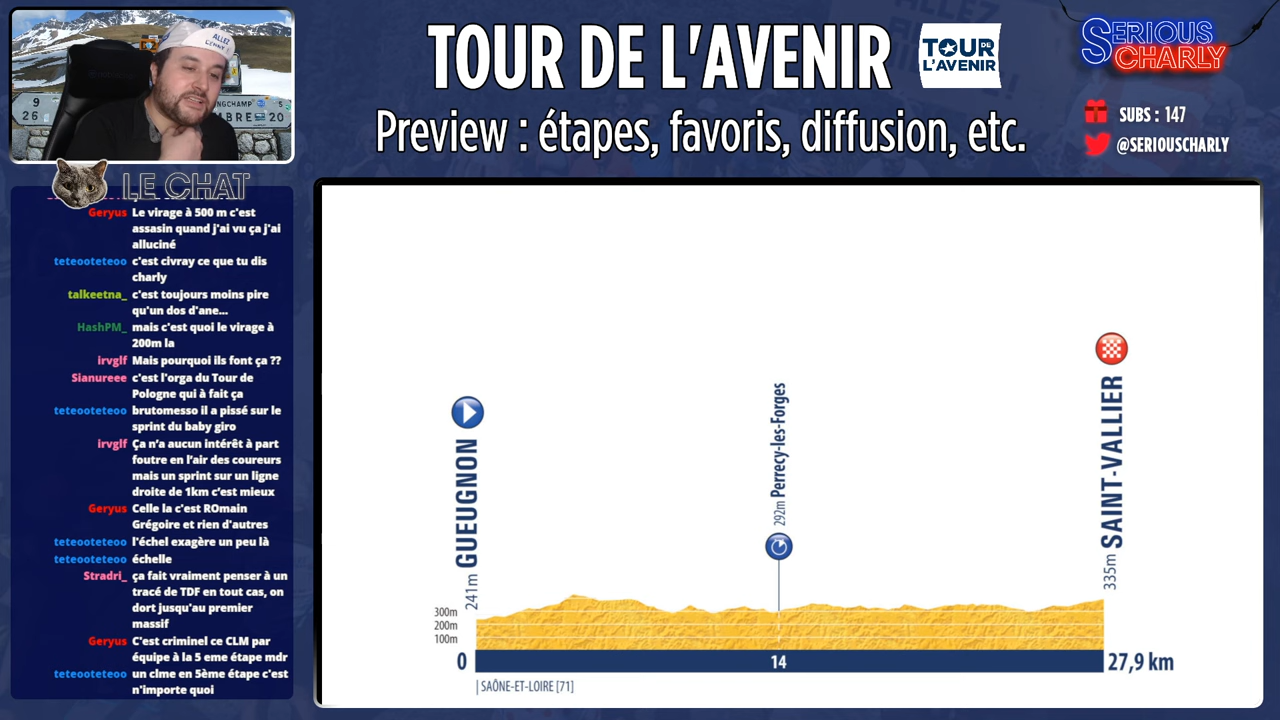 TOUR DE L'AVENIR
TOUR DE
L'AVENIR
Preview : étapes, favoris, diffusion, etc.
SERIOUS
CHARLY
SUBS : 147
@SERIOUSCHARLY
ALLEZ
9
26
5
20
LE CHAT
Geryus Le virage à 500 m c'est
assasin quand j'ai vu ça j'ai
alluciné
teteooteteoo c'est civray ce que tu dis
charly
talkeetna_ c'est toujours moins pire
qu'un dos d'ane...
HashPM_ mais c'est quoi le virage à
200m la
irvglf Mais pourquoi ils font ça ??
Sianureee c'est l'orga du Tour de
Pologne qui à fait ça
teteooteteoo brutomesso il a pissé sur le
sprint du baby giro
irvglf Ça n'a aucun intérêt à part
foutre en l'air des coureurs
mais un sprint sur un ligne
droite de 1km c'est mieux
Geryus Celle la c'est ROmain
Grégoire et rien d'autres
teteooteteoo l'échel exagère un peu là
teteooteteoo échelle
Stradri_ ça fait vraiment penser à un
tracé de TDF en tout cas, on
dort jusqu'au premier
massif
Geryus C'est criminel ce CLM par
équipe à la 5 eme étape mdr
teteooteteoo un clme en 5ème étape c'est
n'importe quoi
241m GUEUGNON
292m Perrecy-les-Forges
335m SAINT-VALLIER
300m
200m
100m
0
14
27,9 km
SAÔNE-ET-LOIRE [71]